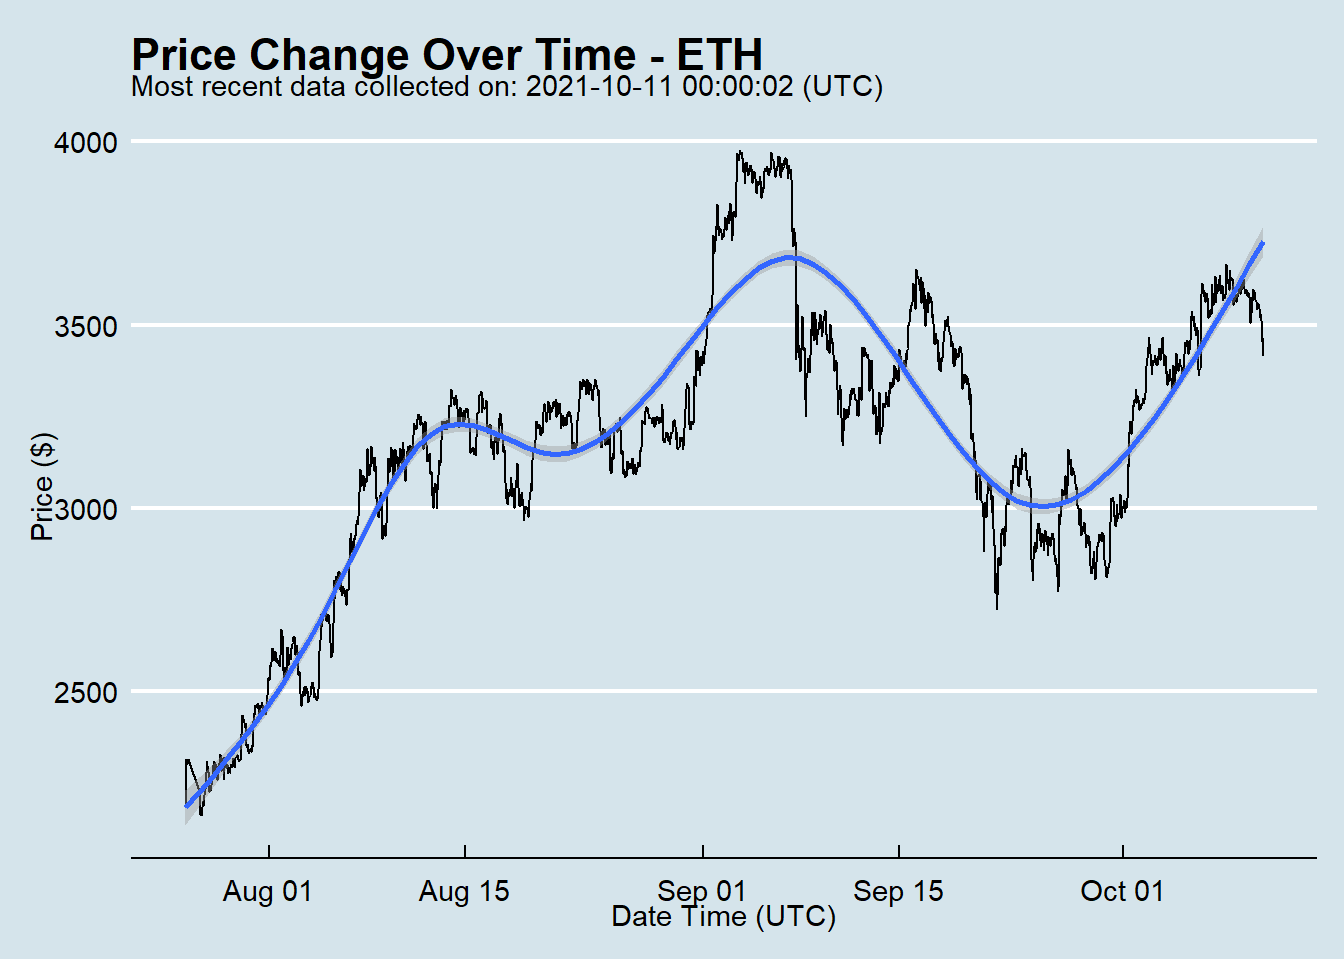 Price Change Over Time - ETH
Most recent data collected on: 2021-10-11 00:00:02 (UTC)
4000
3500
3000
2500
Price ($)
Aug 01
Aug 15
Sep 01
Sep 15
Oct 01
Date Time (UTC)